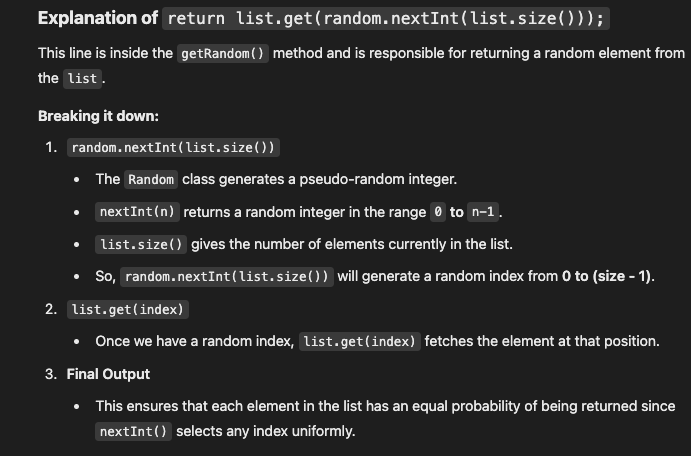 Explanation of return list.get(random.nextInt(list.size()));
This line is inside the getRandom() method and is responsible for returning a random element from
the list.
Breaking it down:
1. random.nextInt(list.size())
• The Random class generates a pseudo-random integer.
• nextInt(n) returns a random integer in the range 0 to n-1.
• list.size() gives the number of elements currently in the list.
• So, random.nextInt(list.size()) will generate a random index from 0 to (size - 1).
2. list.get(index)
• Once we have a random index, list.get(index) fetches the element at that position.
3. Final Output
• This ensures that each element in the list has an equal probability of being returned since
nextInt() selects any index uniformly.